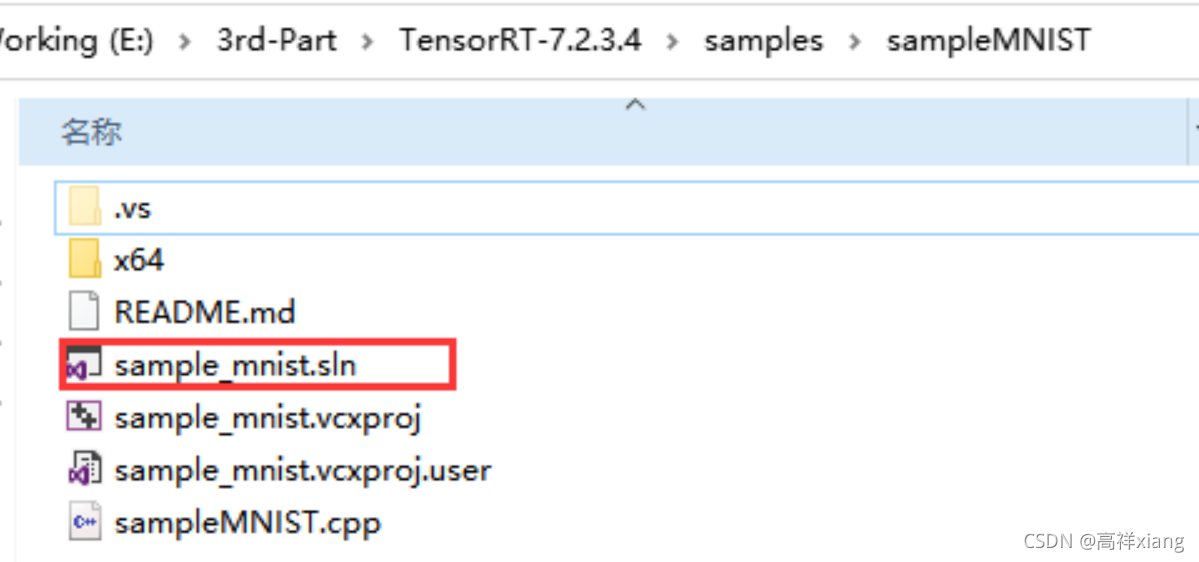 orking (E:) > 3rd-Part > TensorRT-7.2.3.4 > samples > sampleMNIST
名称
.vs
x64
README.md
sample_mnist.sln
sample_mnist.vcxproj
sample_mnist.vcxproj.user
C++
sampleMNIST.cpp
CSDN @高祥xiang